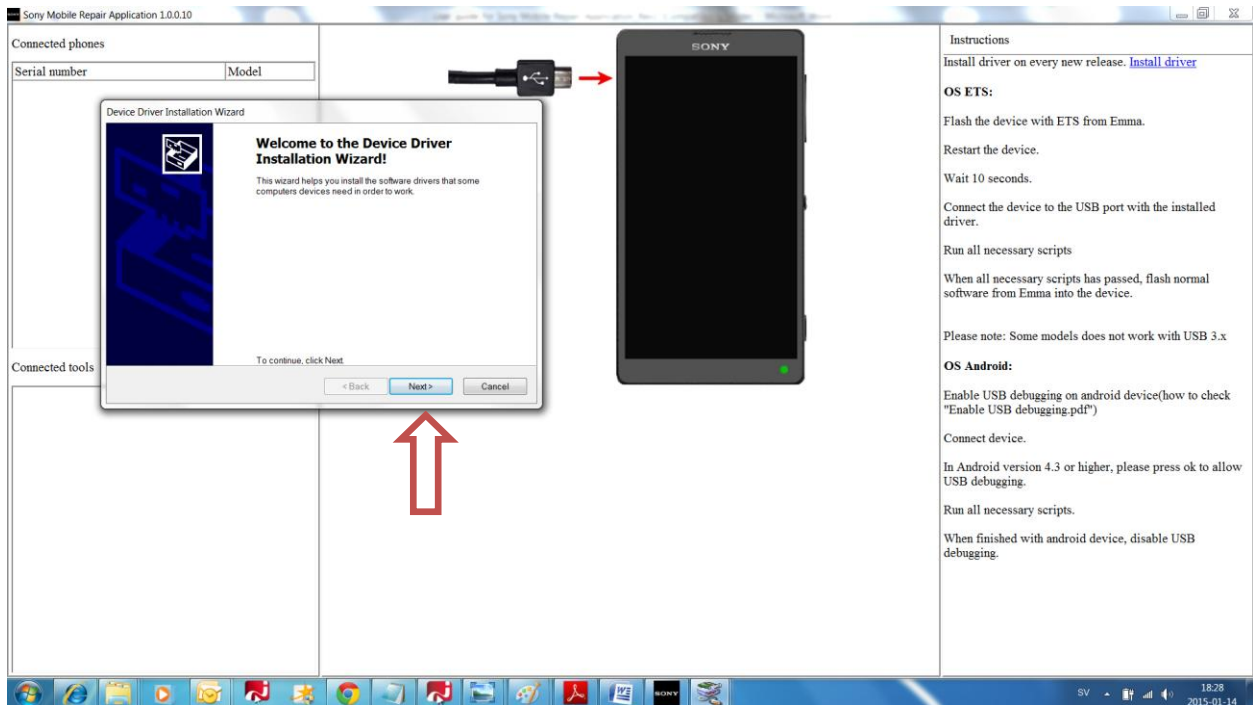 Sony Mobile Repair Application 1.0.0.10
Connected phones
Serial number Model
Device Driver Installation Wizard
Welcome to the Device Driver
Installation Wizard!
This wizard helps you install the software drivers that some
computers devices need in order to work.
To continue, click Next.
< Back Next > Cancel
Connected tools
SONY
Instructions
Install driver on every new release. Install driver
OS ETS:
Flash the device with ETS from Emma.
Restart the device.
Wait 10 seconds.
Connect the device to the USB port with the installed
driver.
Run all necessary scripts
When all necessary scripts has passed, flash normal
software from Emma into the device.
Please note: Some models does not work with USB 3.x
OS Android:
Enable USB debugging on android device(how to check
"Enable USB debugging.pdf")
Connect device.
In Android version 4.3 or higher, please press ok to allow
USB debugging.
Run all necessary scripts.
When finished with android device, disable USB
debugging.
SONY
SV
18:28
2015-01-14